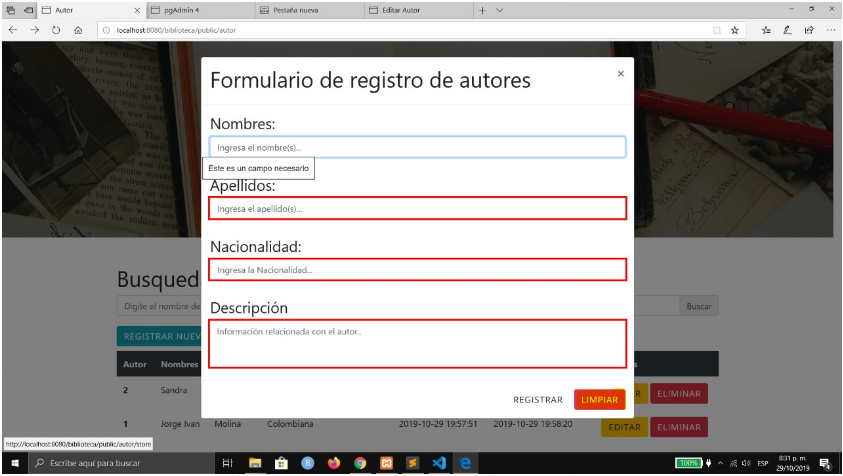 Autor
pgAdmin 4
Pestaña nueva
Editar Autor
localhost:8080/biblioteca/public/autor
Formulario de registro de autores
×
Nombres:
Ingresa el nombre(s)...
Éste es un campo necesario
Apellidos:
Ingresa el apellido(s)...
Nacionalidad:
Ingresa la Nacionalidad...
Descripción
Información relacionada con el autor..
REGISTRAR
LIMPIAR
Busqued
Digite el nombre de
Buscar
REGISTRAR NUEV
Autor Nombres
2 Sandra
ELIMINAR
1 Jorge Ivan Molina Colombiana 2019-10-29 19:57:51 2019-10-29 19:58:20 EDITAR ELIMINAR
http://localhost:8080/biblioteca/public/autor/store
Escribe aquí para buscar
100%
ESP
8:31 p. m.
29/10/2019